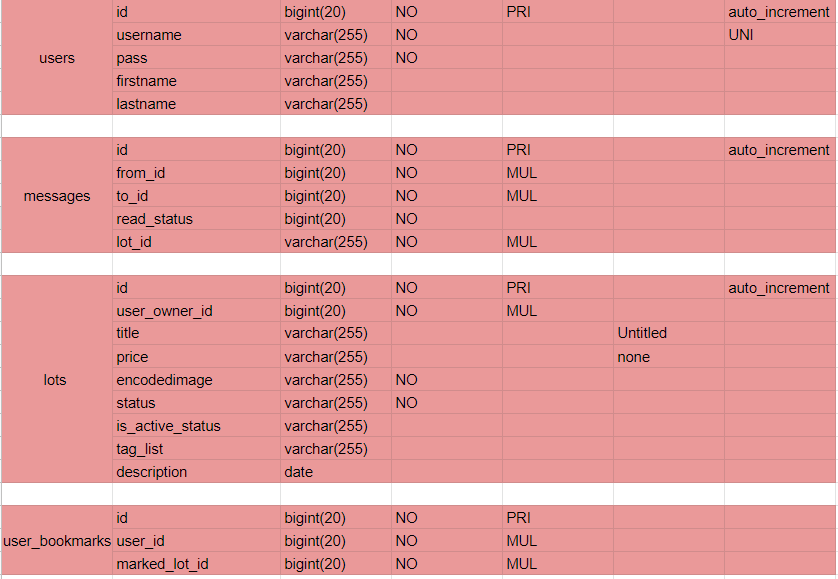 id bigint(20) NO PRI auto_increment
username varchar(255) NO UNI
users pass varchar(255) NO
firstname varchar(255)
lastname varchar(255)
id bigint(20) NO PRI auto_increment
from_id bigint(20) NO MUL
messages to_id bigint(20) NO MUL
read_status bigint(20) NO
lot_id varchar(255) NO MUL
id bigint(20) NO PRI auto_increment
user_owner_id bigint(20) NO MUL
title varchar(255) Untitled
price varchar(255) none
lots encodedimage varchar(255) NO
status varchar(255) NO
is_active_status varchar(255)
tag_list varchar(255)
description date
id bigint(20) NO PRI
user_bookmarks user_id bigint(20) NO MUL
marked_lot_id bigint(20) NO MUL